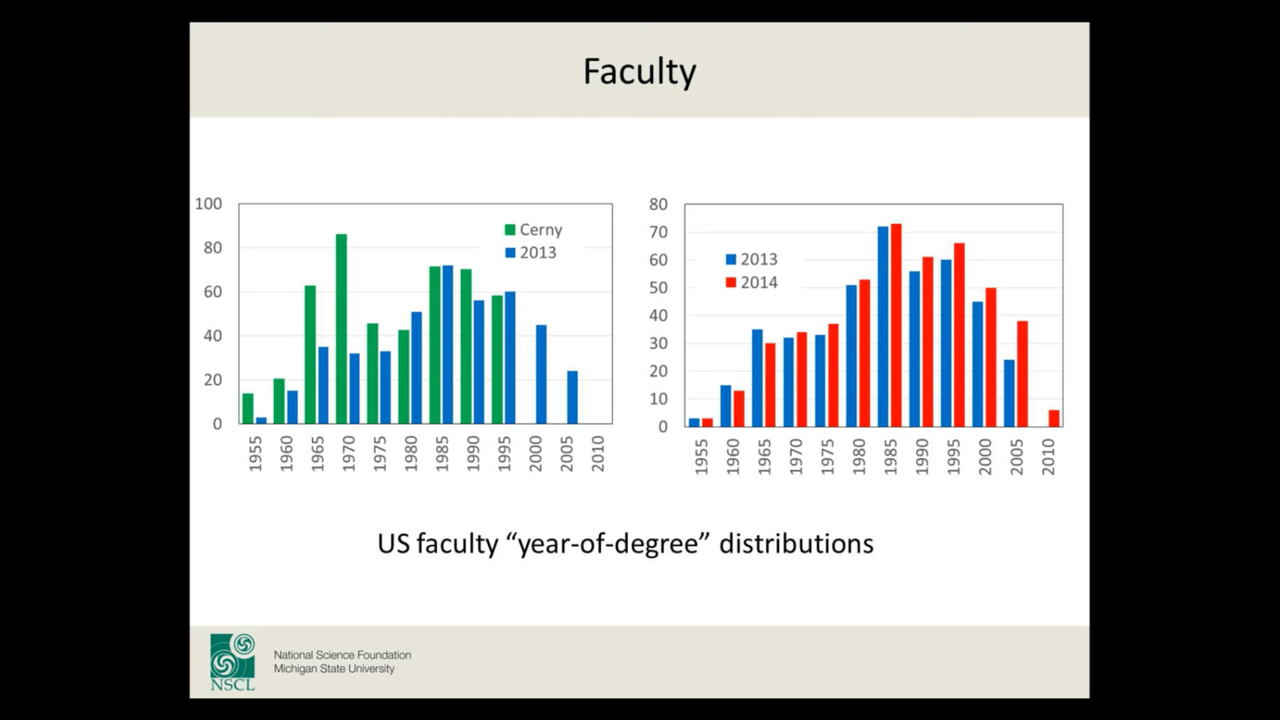 Faculty
100
80
60
40
20
0
Cerny
2013
1955 1960 1965 1970 1975 1980 1985 1990 1995 2000 2005 2010
80
70
60
50
40
30
20
10
0
2013
2014
1955 1960 1965 1970 1975 1980 1985 1990 1995 2000 2005 2010
US faculty “year-of-degree” distributions
NSCL
National Science Foundation
Michigan State University